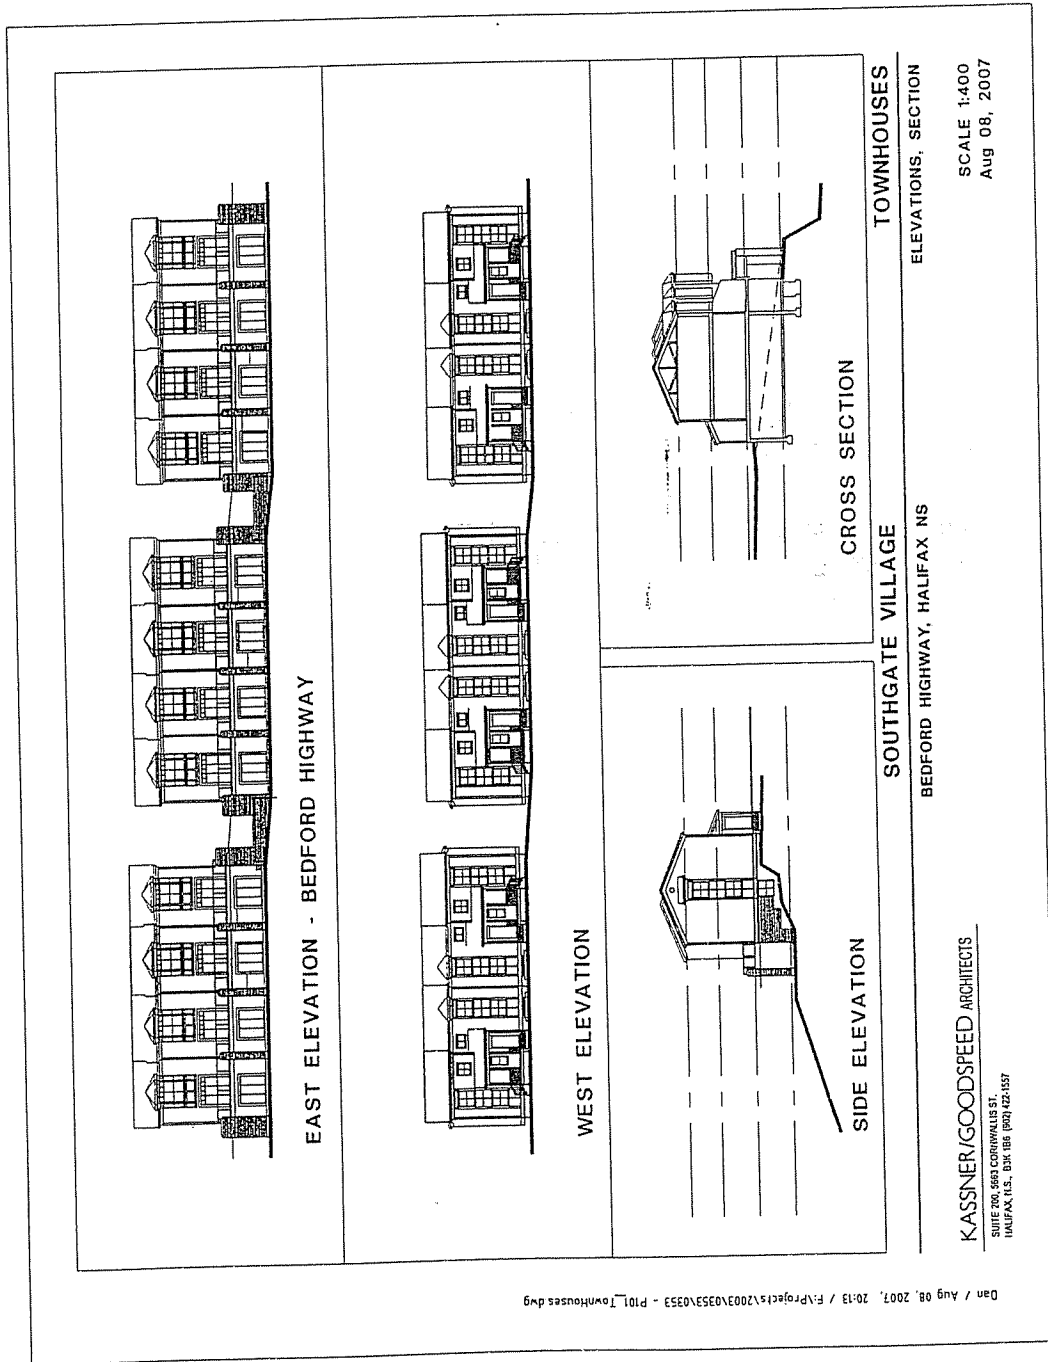 EAST ELEVATION - BEDFORD HIGHWAY
WEST ELEVATION
SIDE ELEVATION
CROSS SECTION
SOUTHGATE VILLAGE
TOWNHOUSES
BEDFORD HIGHWAY, HALIFAX NS
ELEVATIONS, SECTION
KASSNER/GOODSPEED ARCHITECTS
SUITE 200, 5663 CORNWALLIS ST.
HALIFAX, N.S., B3K 1B6 (902) 422-1557
SCALE 1:400
Aug 08, 2007
Dan / Aug 08, 2007, 20:13 / F:\Projects\2003\0353\0353 - P101_TownHouses.dwg